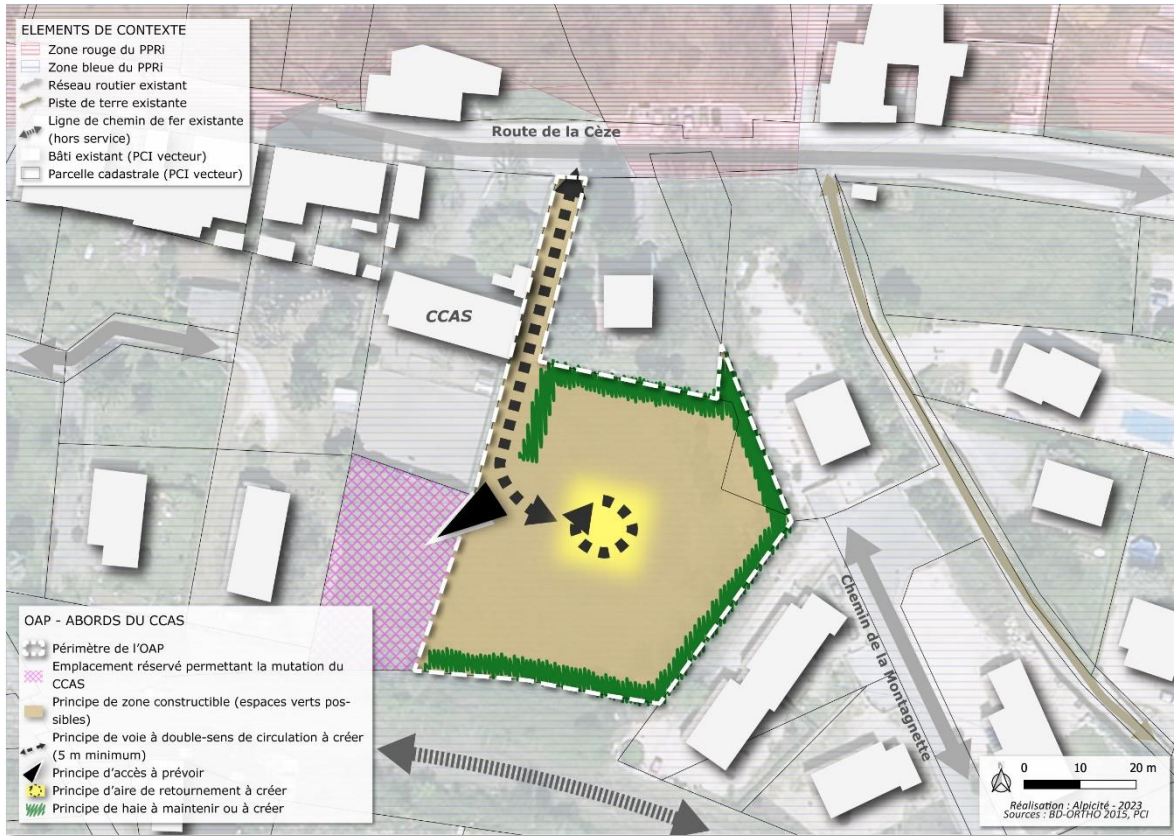 ELEMENTS DE CONTEXTE
Zone rouge du PPRi
Zone bleue du PPRi
Réseau routier existant
Piste de terre existante
Ligne de chemin de fer existante
(hors service)
Bâti existant (PCI vecteur)
Parcelle cadastrale (PCI vecteur)
Route de la Cèze
CCAS
Chemin de la Montagnette
OAP - ABORDS DU CCAS
Périmètre de l'OAP
Emplacement réservé permettant la mutation du
CCAS
Principe de zone constructible (espaces verts pos-
sibles)
Principe de voie à double-sens de circulation à créer
(5 m minimum)
Principe d'accès à prévoir
Principe d'aire de retournement à créer
Principe de haie à maintenir ou à créer
0 10 20 m
Réalisation : Alpicité - 2023
Sources : BD-ORTHO 2015, PCI